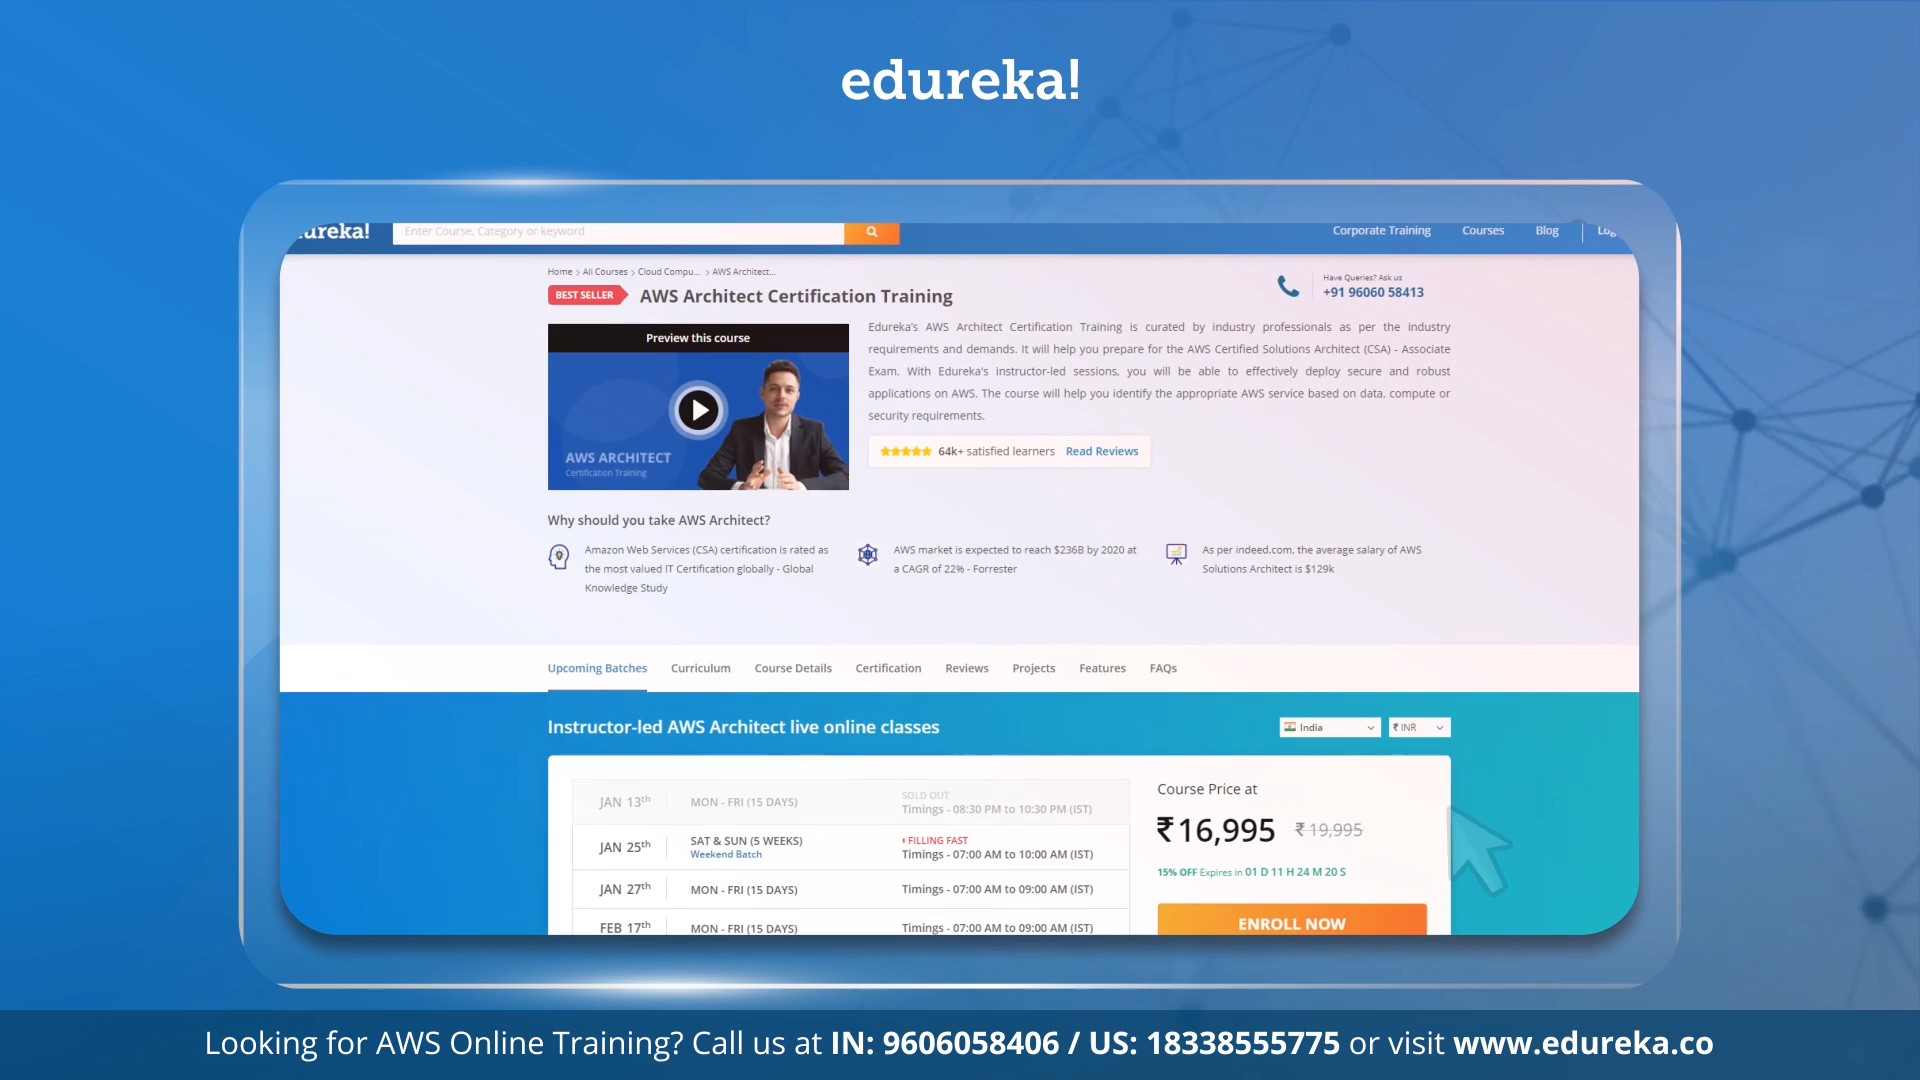 edureka!
edureka!
Enter Course, Category or keyword
Corporate Training Courses Blog
Home > All Courses > Cloud Compu... > AWS Architect...
BEST SELLER AWS Architect Certification Training
Have Queries? Ask us
+91 96060 58413
Preview this course
AWS ARCHITECT
Certification Training
Edureka's AWS Architect Certification Training is curated by industry professionals as per the industry
requirements and demands. It will help you prepare for the AWS Certified Solutions Architect (CSA) - Associate
Exam. With Edureka's instructor-led sessions, you will be able to effectively deploy secure and robust
applications on AWS. The course will help you identify the appropriate AWS service based on data, compute or
security requirements.
64k+ satisfied learners Read Reviews
Why should you take AWS Architect?
Amazon Web Services (CSA) certification is rated as
the most valued IT Certification globally - Global
Knowledge Study
AWS market is expected to reach $236B by 2020 at
a CAGR of 22% - Forrester
As per indeed.com, the average salary of AWS
Solutions Architect is $129k
Upcoming Batches Curriculum Course Details Certification Reviews Projects Features FAQs
Instructor-led AWS Architect live online classes
India ₹ INR
JAN 13th MON - FRI (15 DAYS) SOLD OUT
Timings - 08:30 PM to 10:30 PM (IST)
JAN 25th SAT & SUN (5 WEEKS) FILLING FAST
Weekend Batch Timings - 07:00 AM to 10:00 AM (IST)
JAN 27th MON - FRI (15 DAYS) Timings - 07:00 AM to 09:00 AM (IST)
FEB 17th MON - FRI (15 DAYS) Timings - 07:00 AM to 09:00 AM (IST)
Course Price at
₹16,995 ₹19,995
15% OFF Expires in 01 D 11 H 24 M 20 S
ENROLL NOW
Looking for AWS Online Training? Call us at IN: 9606058406 / US: 18338555775 or visit www.edureka.co